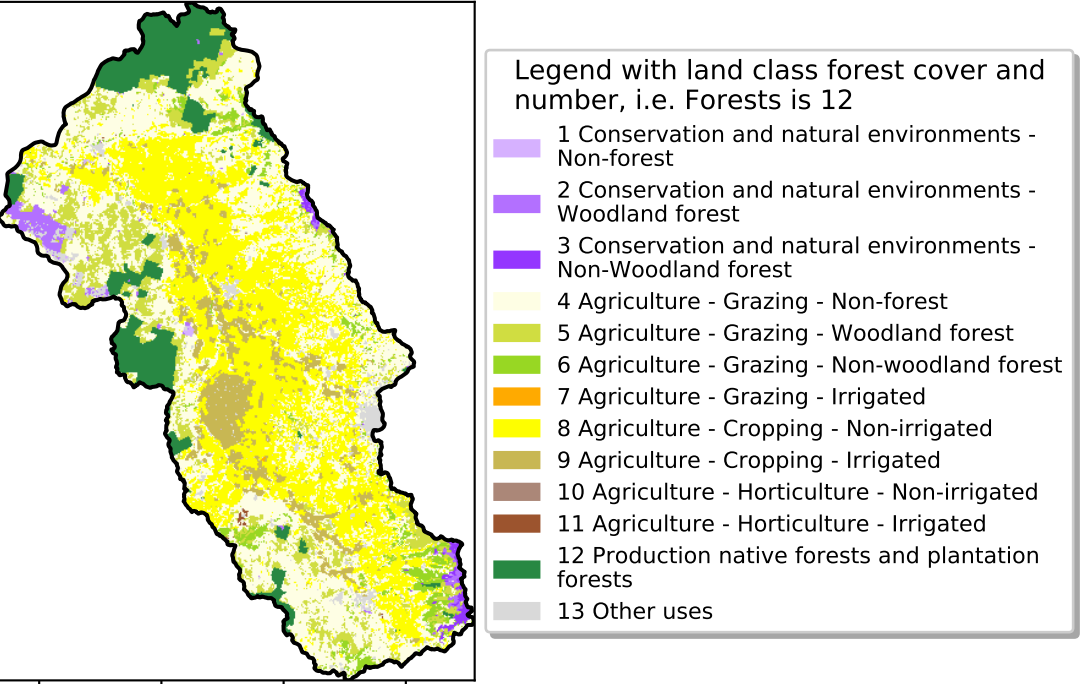 Legend with land class forest cover and
number, i.e. Forests is 12
1 Conservation and natural environments -
Non-forest
2 Conservation and natural environments -
Woodland forest
3 Conservation and natural environments -
Non-Woodland forest
4 Agriculture - Grazing - Non-forest
5 Agriculture - Grazing - Woodland forest
6 Agriculture - Grazing - Non-woodland forest
7 Agriculture - Grazing - Irrigated
8 Agriculture - Cropping - Non-irrigated
9 Agriculture - Cropping - Irrigated
10 Agriculture - Horticulture - Non-irrigated
11 Agriculture - Horticulture - Irrigated
12 Production native forests and plantation
forests
13 Other uses